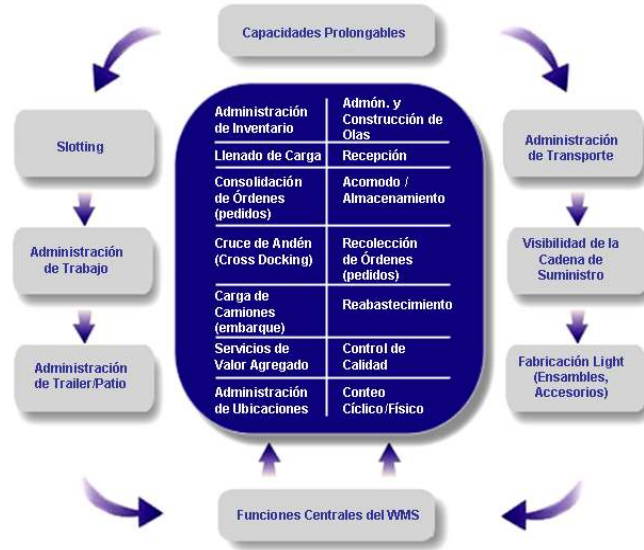 Capacidades Prolongables
Slotting
Administración
de Trabajo
Administración
de Trailer/Patio
Administración
de Inventario
Admón. y
Construcción de
Olas
Llenado de Carga
Recepción
Consolidación
de Órdenes
(pedidos)
Acomodo /
Almacenamiento
Cruce de Andén
(Cross Docking)
Recolección
de Órdenes
(pedidos)
Carga de
Camiones
(embarque)
Reabastecimiento
Servicios de
Valor Agregado
Control de
Calidad
Administración
de Ubicaciones
Conteo
Cíclico/Físico
Administración
de Transporte
Visibilidad de la
Cadena de
Suministro
Fabricación Light
(Ensambles,
Accesorios)
Funciones Centrales del WMS